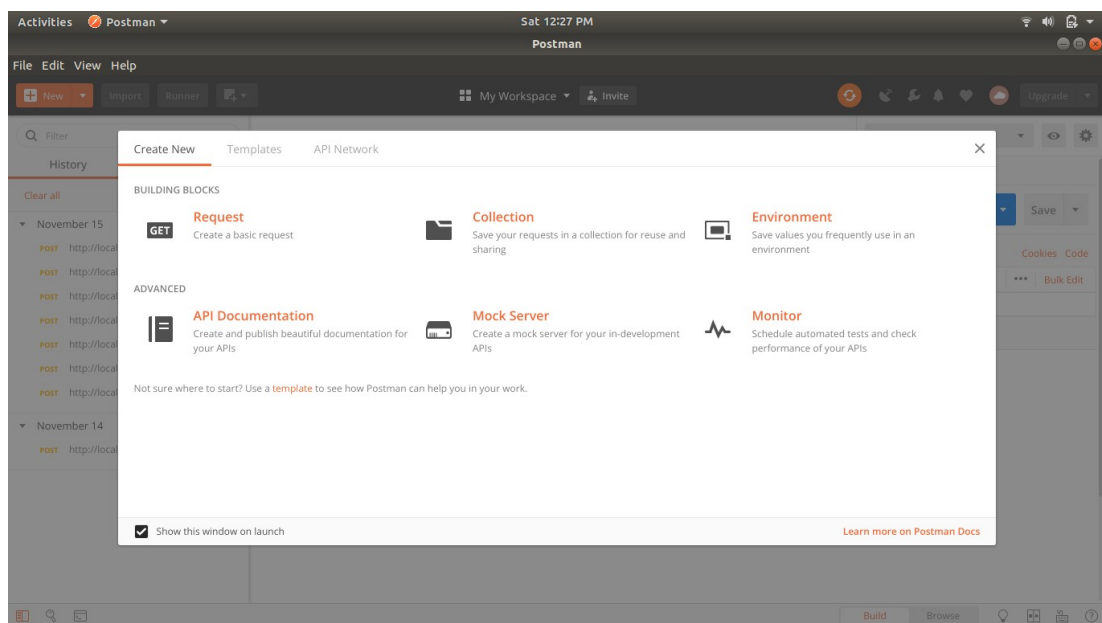 Activities Postman Sat 12:27 PM
Postman
File Edit View Help
New Import Runner My Workspace Invite Upgrade
Filter
History
Clear all
Save
November 15
POST http://local
Cookies Code
POST http://local
Bulk Edit
POST http://local
POST http://local
POST http://local
POST http://local
POST http://local
November 14
POST http://local
Create New Templates API Network
BUILDING BLOCKS
GET Request
Create a basic request
Collection
Save your requests in a collection for reuse and
sharing
Environment
Save values you frequently use in an
environment
ADVANCED
API Documentation
Create and publish beautiful documentation for
your APIs
Mock Server
Create a mock server for your in-development
APIs
Monitor
Schedule automated tests and check
performance of your APIs
Not sure where to start? Use a template to see how Postman can help you in your work.
Show this window on launch Learn more on Postman Docs
Build Browse